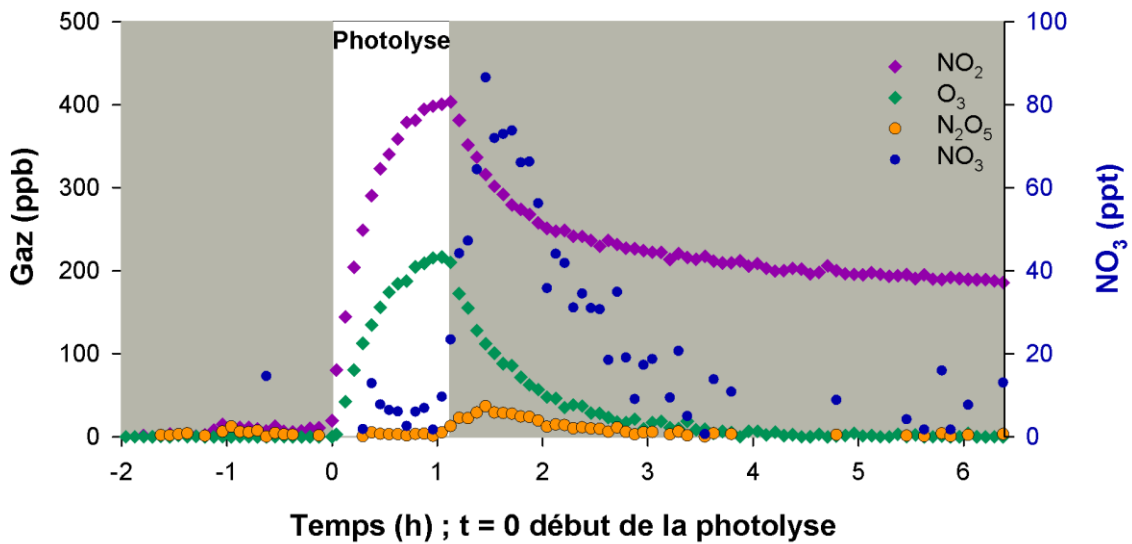 Photolyse
NO₂
O₃
N₂O₅
NO₃
500
400
300
200
100
0
Gaz (ppb)
100
80
60
40
20
0
NO₃ (ppt)
-2 -1 0 1 2 3 4 5 6
Temps (h) ; t = 0 début de la photolyse